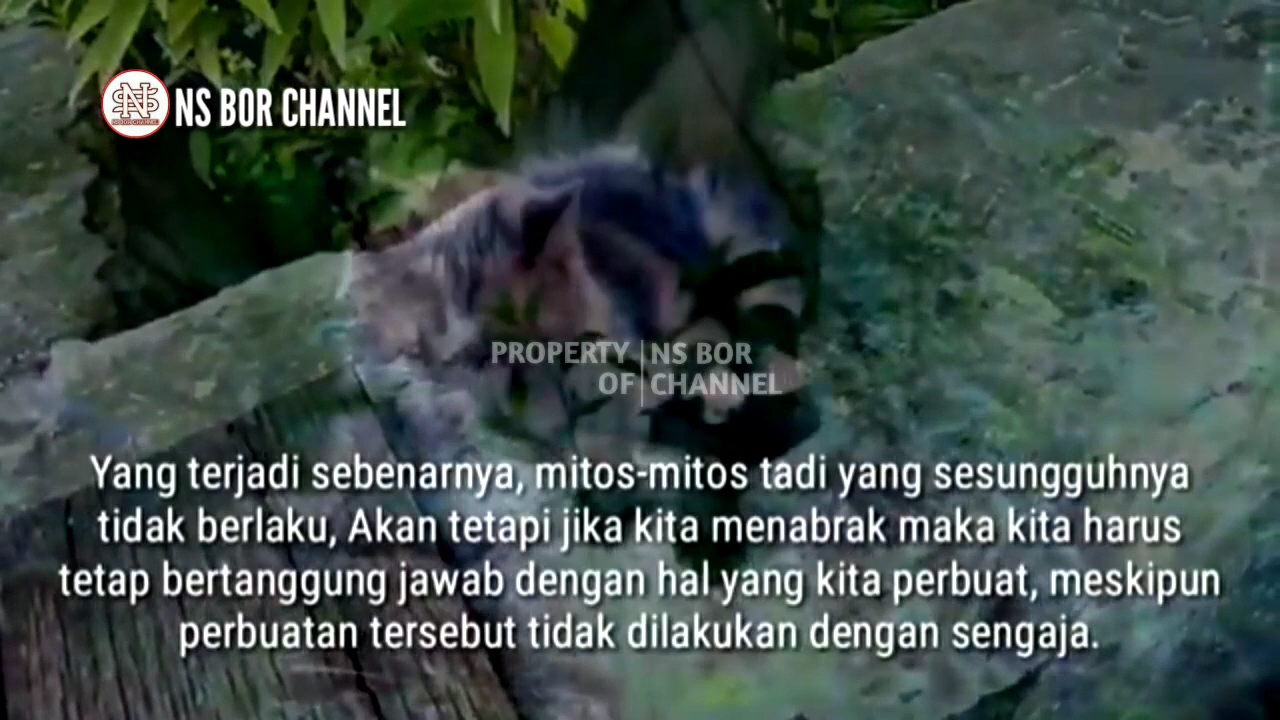 NS BOR CHANNEL
PROPERTY NS BOR
OF CHANNEL
Yang terjadi sebenarnya, mitos-mitos tadi yang sesungguhnya
tidak berlaku, Akan tetapi jika kita menabrak maka kita harus
tetap bertanggung jawab dengan hal yang kita perbuat, meskipun
perbuatan tersebut tidak dilakukan dengan sengaja.